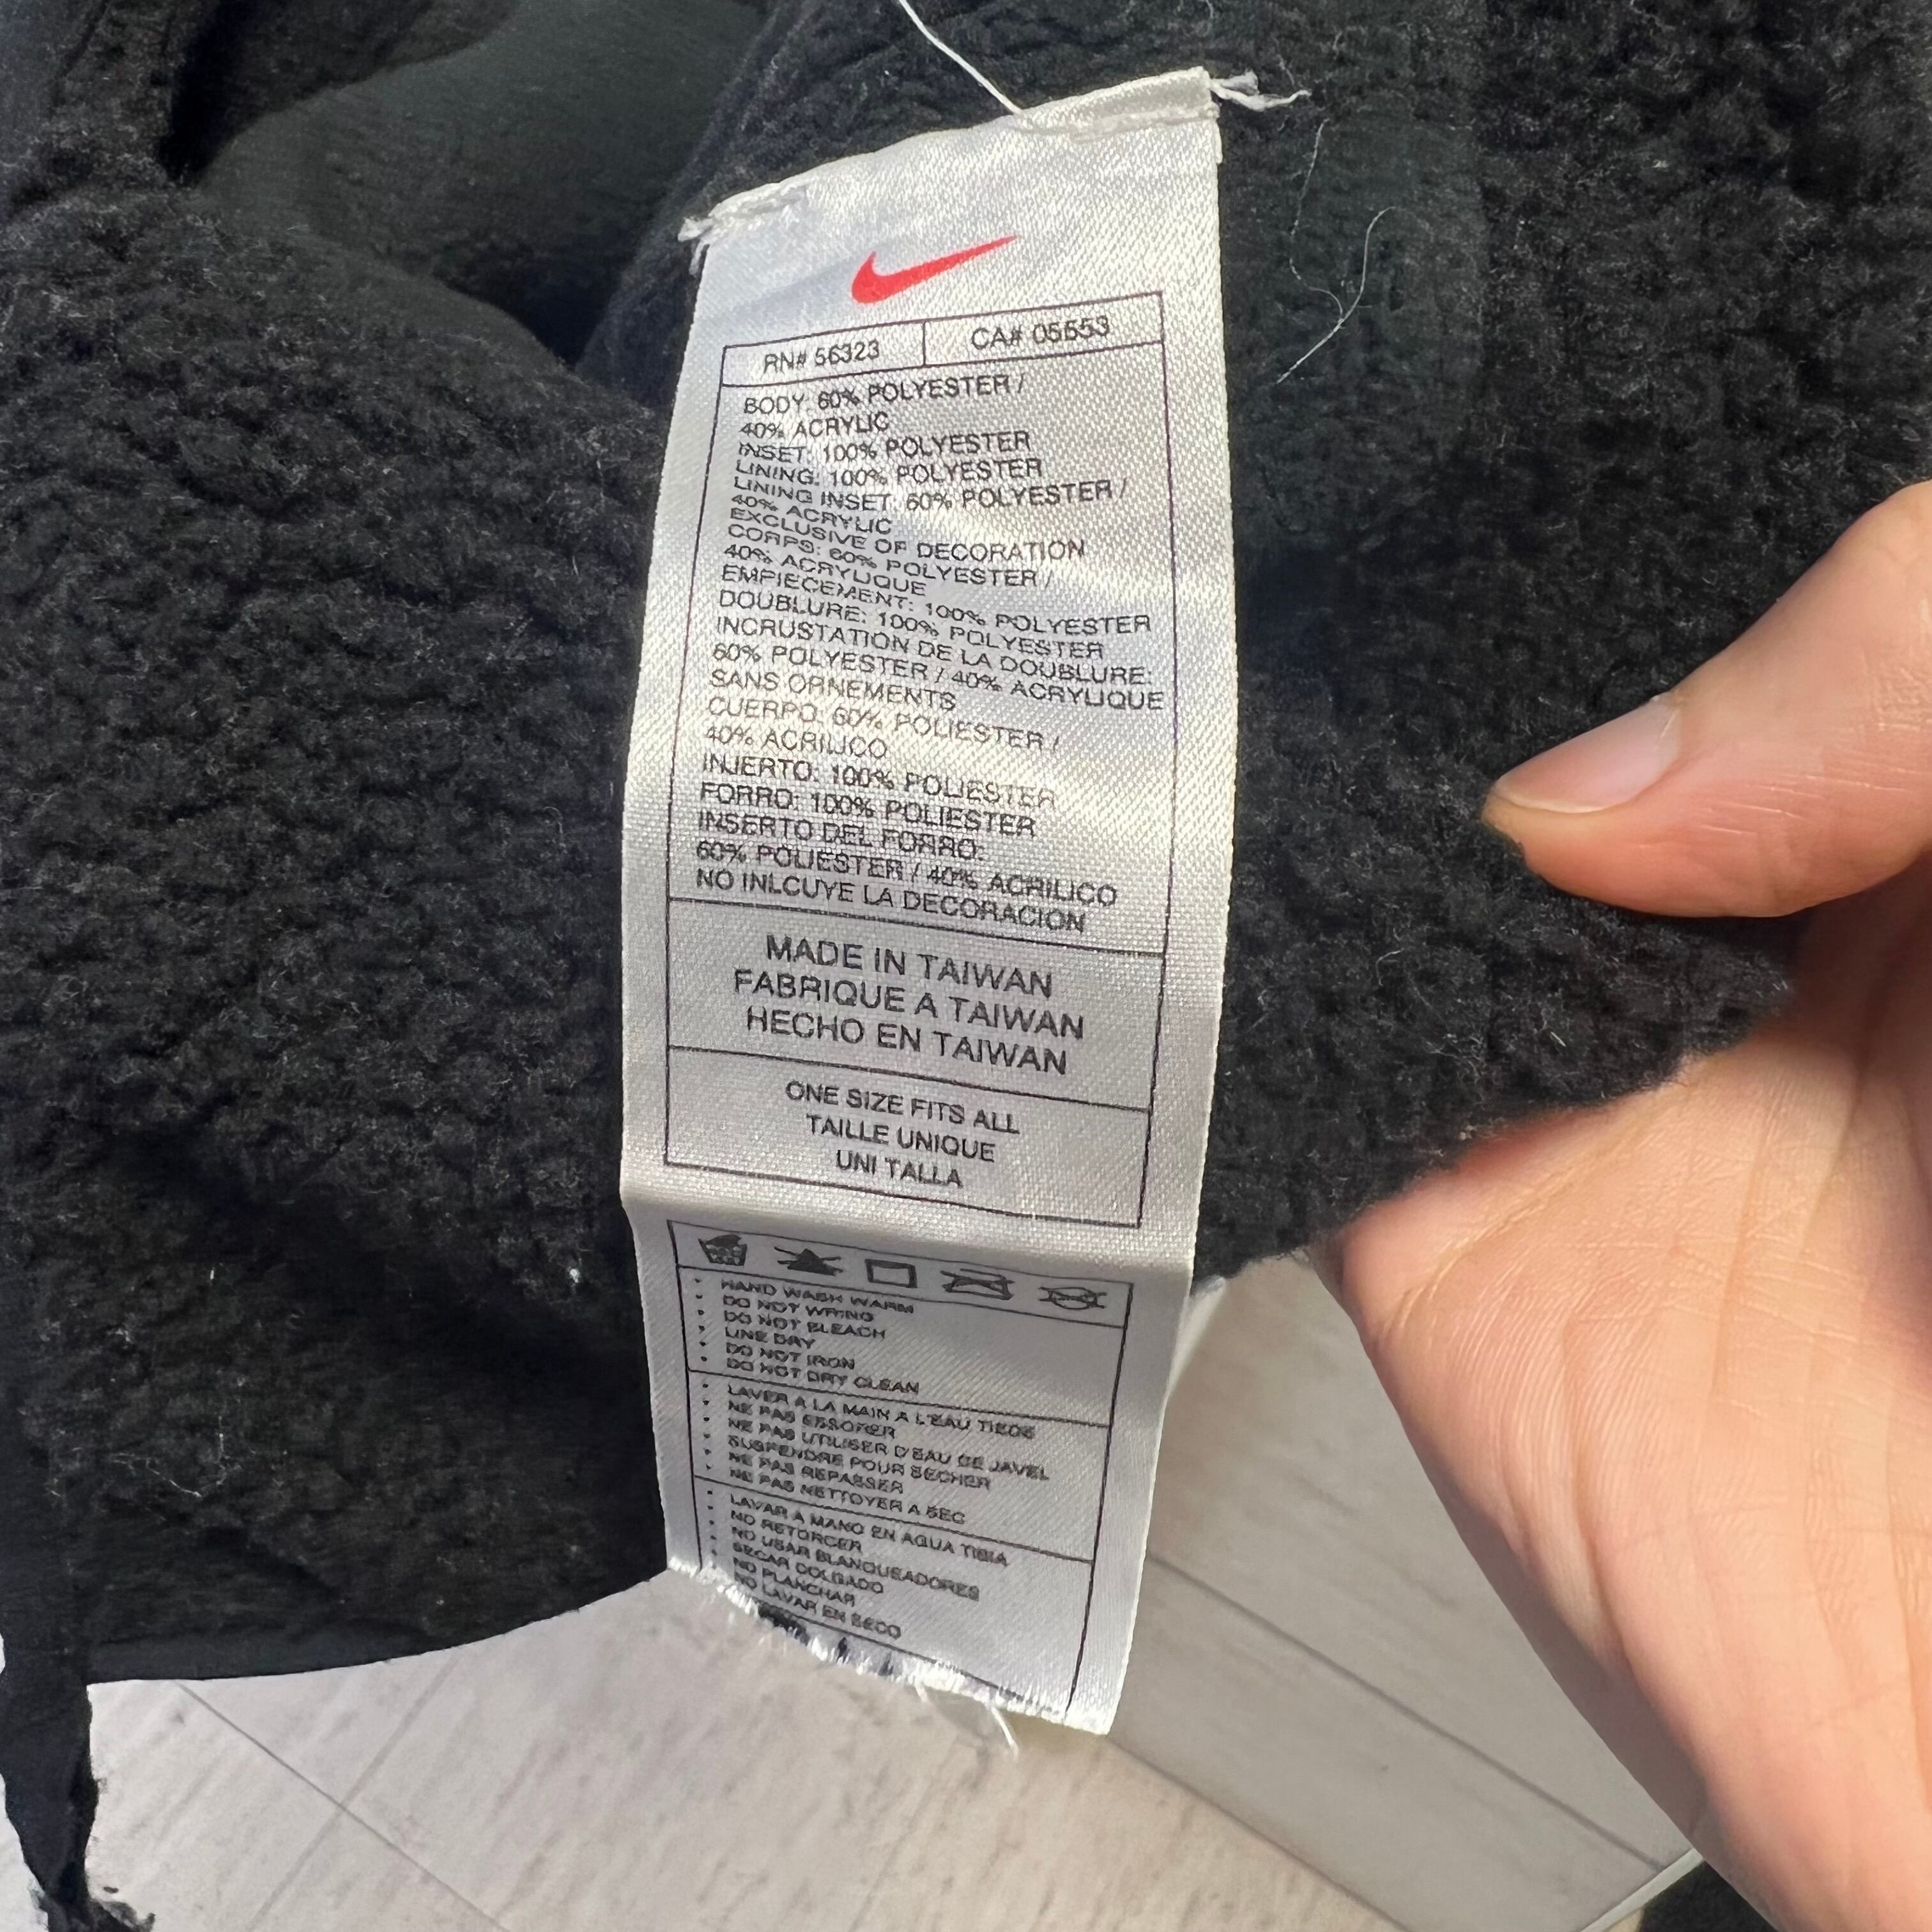 RN# 56323
CA# 05553
BODY: 60% POLYESTER /
40% ACRYLIC
INSET: 100% POLYESTER
LINING: 100% POLYESTER
LINING INSET: 60% POLYESTER /
40% ACRYLIC
EXCLUSIVE OF DECORATION
CORPS: 60% POLYESTER /
40% ACRYLIQUE
EMPIECEMENT: 100% POLYESTER
DOUBLURE: 100% POLYESTER
INCRUSTATION DE LA DOUBLURE:
60% POLYESTER / 40% ACRYLIQUE
SANS ORNEMENTS
CUERPO: 60% POLIESTER /
40% ACRILICO
INJERTO: 100% POLIESTER
FORRO: 100% POLIESTER
INSERTO DEL FORRO:
60% POLIESTER / 40% ACRILICO
NO INLCUYE LA DECORACION
MADE IN TAIWAN
FABRIQUE A TAIWAN
HECHO EN TAIWAN
ONE SIZE FITS ALL
TAILLE UNIQUE
UNI TALLA
• HAND WASH WARM
• DO NOT WRING
• DO NOT BLEACH
• LINE DRY
• DO NOT IRON
• DO NOT DRY CLEAN
• LAVER A LA MAIN A L'EAU TIEDE
• NE PAS ESSORER
• NE PAS UTILISER D'EAU DE JAVEL
• SUSPENDRE POUR SECHER
• NE PAS REPASSER
• NE PAS NETTOYER A SEC
• LAVAR A MANO EN AQUA TIBIA
• NO RETORCER
• NO USAR BLANQUEADORES
• SECAR COLGADO
• NO PLANCHAR
NO LAVAR EN SECO